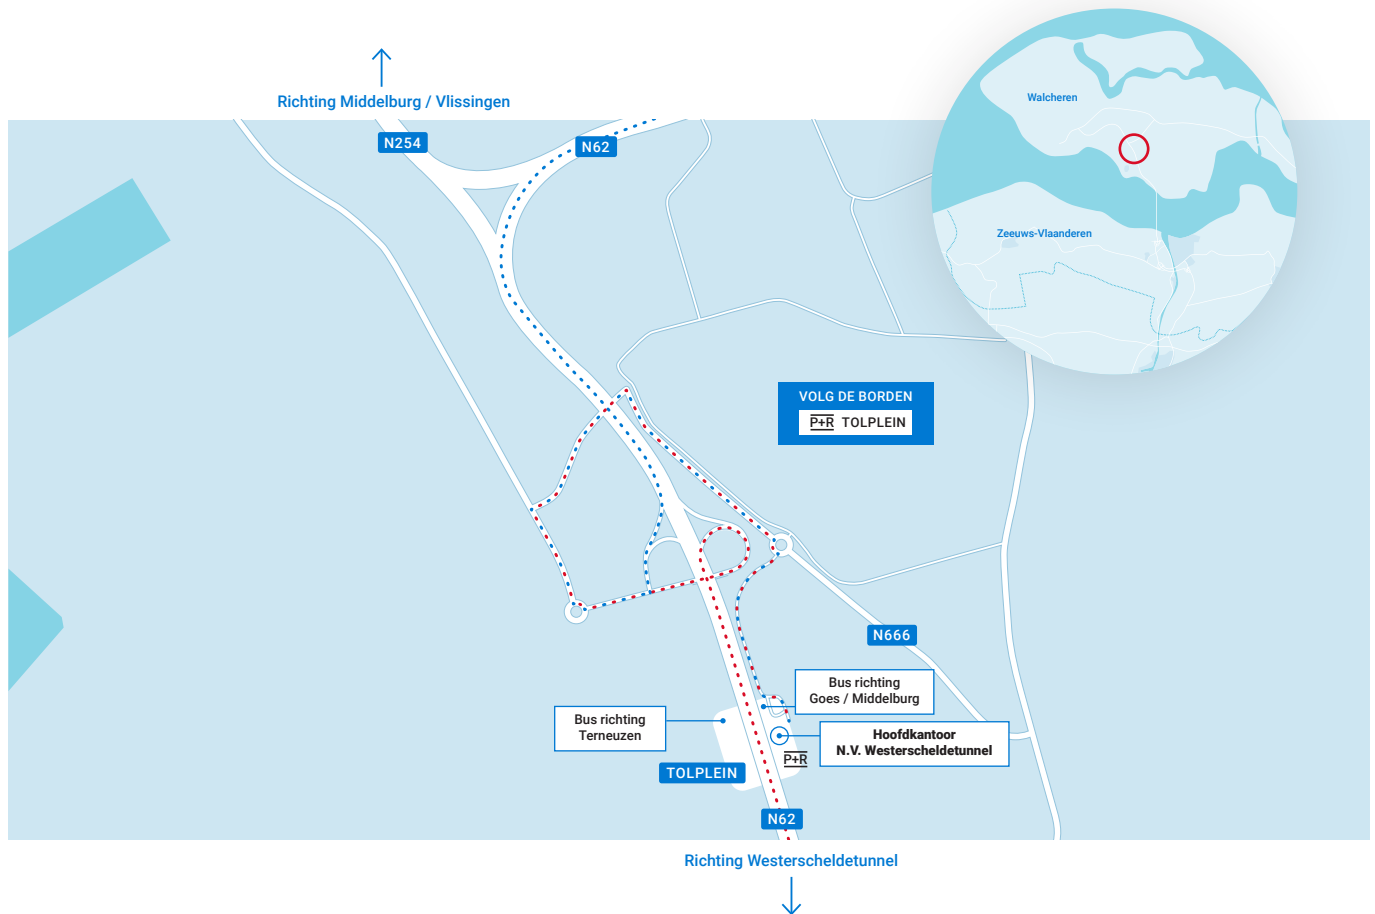 Richting Middelburg / Vlissingen
N254
N62
Walcheren
Zeeuws-Vlaanderen
VOLG DE BORDEN
P+R TOLPLEIN
N666
Bus richting
Goes / Middelburg
Bus richting
Terneuzen
Hoofdkantoor
N.V. Westerscheldetunnel
P+R
TOLPLEIN
N62
Richting Westerscheldetunnel